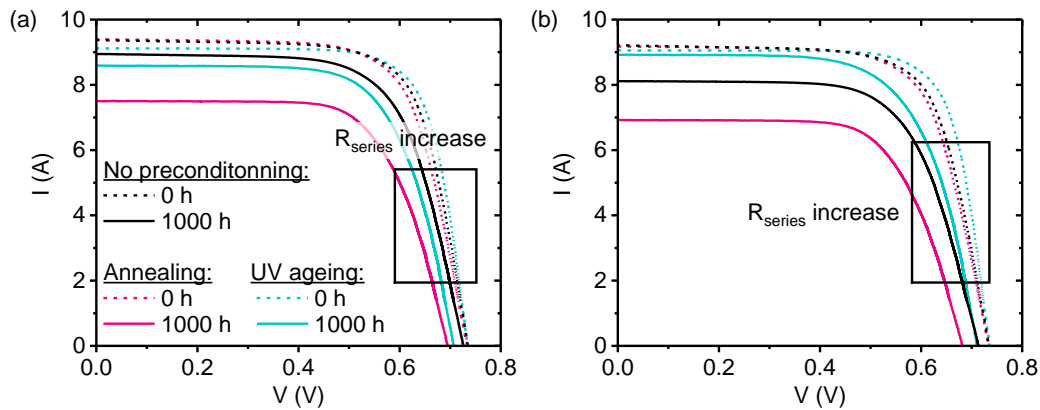 (a)
10
8
6
4
2
0
I (A)
R_series increase
No preconditonning:
0 h
1000 h
Annealing: UV ageing:
0 h 0 h
1000 h 1000 h
0.0 0.2 0.4 0.6 0.8
V (V)
(b)
10
8
6
4
2
0
I (A)
R_series increase
0.0 0.2 0.4 0.6 0.8
V (V)